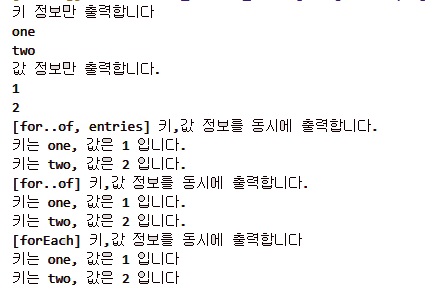 키 정보만 출력합니다
one
two
값 정보만 출력합니다.
1
2
[for..of, entries] 키,값 정보를 동시에 출력합니다.
키는 one, 값은 1 입니다.
키는 two, 값은 2 입니다.
[for..of] 키,값 정보를 동시에 출력합니다.
키는 one, 값은 1 입니다.
키는 two, 값은 2 입니다.
[forEach] 키,값 정보를 동시에 출력합니다
키는 one, 값은 1 입니다
키는 two, 값은 2 입니다